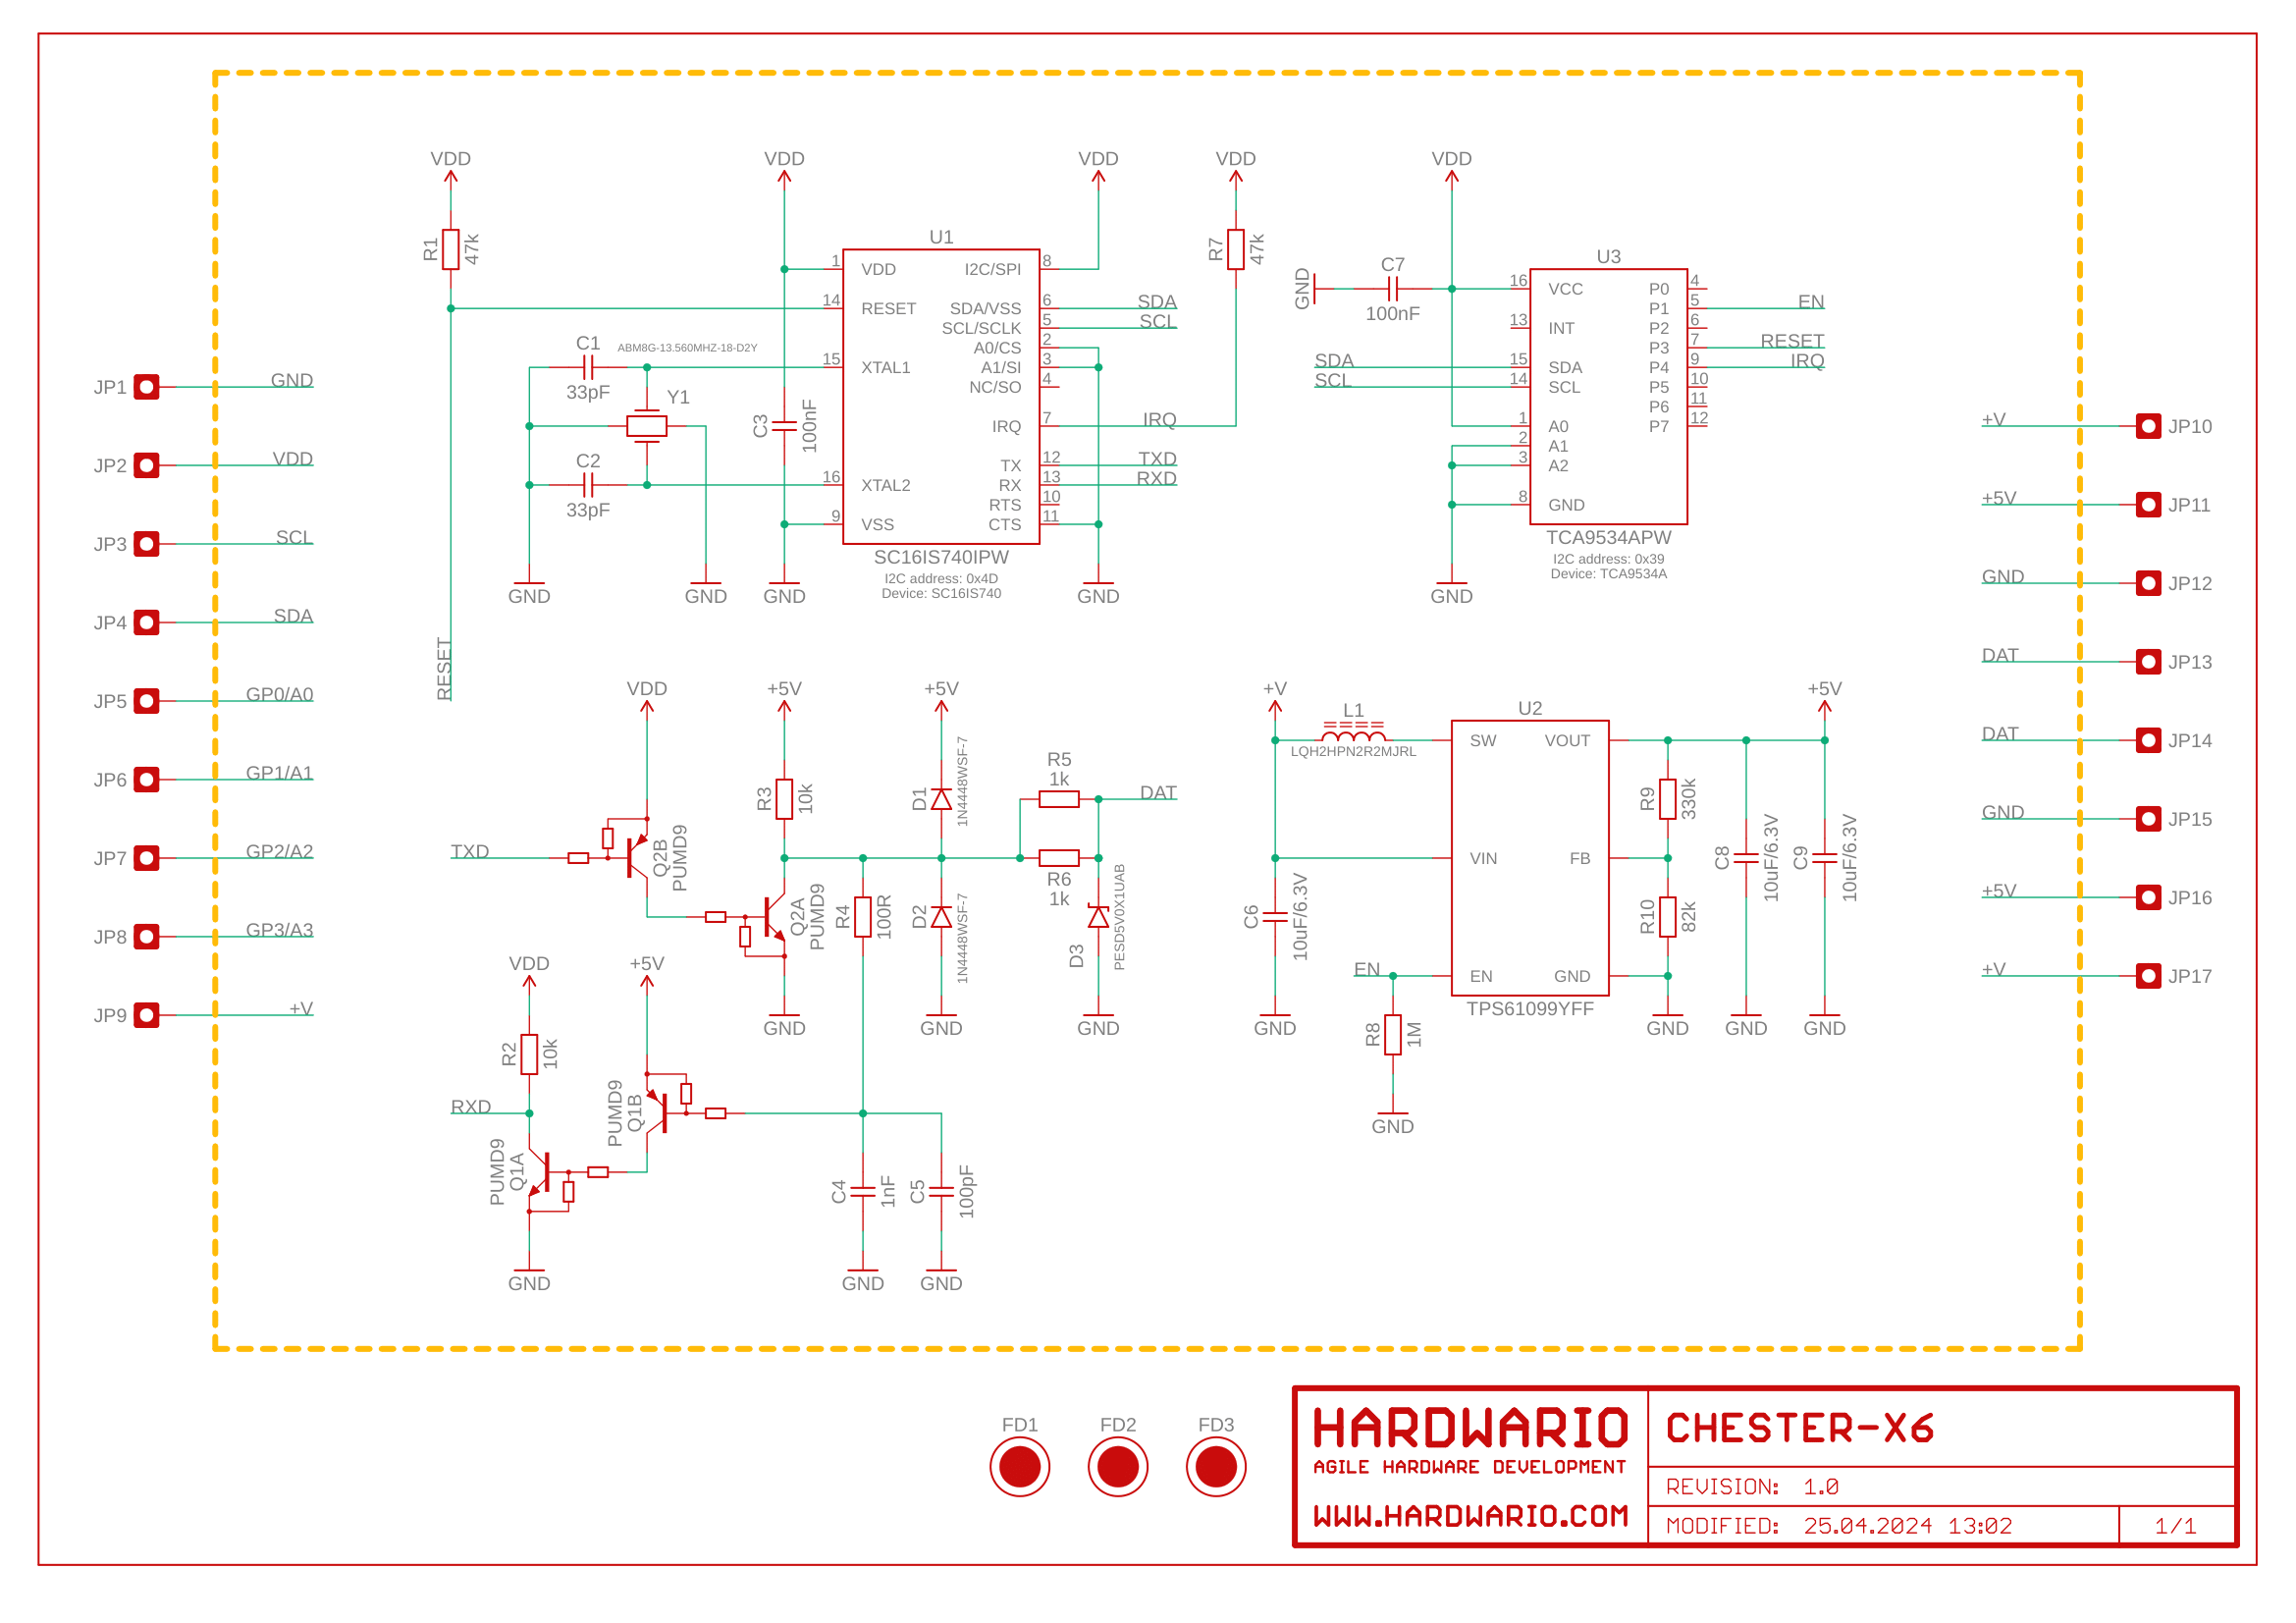 VDD
VDD
VDD
VDD
VDD
R1
47k
U1
1
VDD
I2C/SPI
8
14
RESET
SDA/VSS
6
SDA
SCL/SCLK
5
SCL
A0/CS
2
15
XTAL1
A1/SI
3
NC/SO
4
IRQ
7
IRQ
TX
12
TXD
16
XTAL2
RX
13
RXD
RTS
10
9
VSS
CTS
11
SC16IS740IPW
I2C address: 0x4D
Device: SC16IS740
C1
33pF
ABM8G-13.560MHZ-18-D2Y
Y1
C2
33pF
C3
100nF
GND
GND
GND
GND
R7
47k
GND
C7
100nF
U3
16
VCC
P0
4
P1
5
EN
13
INT
P2
6
P3
7
RESET
SDA
15
SDA
P4
9
IRQ
SCL
14
SCL
P5
10
P6
11
1
A0
P7
12
2
A1
3
A2
8
GND
TCA9534APW
I2C address: 0x39
Device: TCA9534A
GND
JP1
GND
JP2
VDD
JP3
SCL
JP4
SDA
JP5
GP0/A0
JP6
GP1/A1
JP7
GP2/A2
JP8
GP3/A3
JP9
+V
+V
JP10
+5V
JP11
GND
JP12
DAT
JP13
DAT
JP14
GND
JP15
+5V
JP16
+V
JP17
RESET
VDD
+5V
+5V
TXD
Q2B
PUMD9
R3
10k
Q2A
PUMD9
R4
100R
D1
1N4448WSF-7
D2
1N4448WSF-7
R5
1k
DAT
R6
1k
D3
PESD5V0X1UAB
GND
GND
GND
VDD
+5V
R2
10k
RXD
PUMD9
Q1B
PUMD9
Q1A
C4
1nF
C5
100pF
GND
GND
GND
+V
L1
LQH2HPN2R2MJRL
U2
+5V
SW
VOUT
VIN
FB
EN
EN
GND
TPS61099YFF
R9
330k
R10
82k
C8
10uF/6.3V
C9
10uF/6.3V
C6
10uF/6.3V
GND
R8
1M
GND
GND
GND
GND
FD1
FD2
FD3
HARDWARIO
AGILE HARDWARE DEVELOPMENT
WWW.HARDWARIO.COM
CHESTER-X6
REVISION: 1.0
MODIFIED: 25.04.2024 13:02
1/1